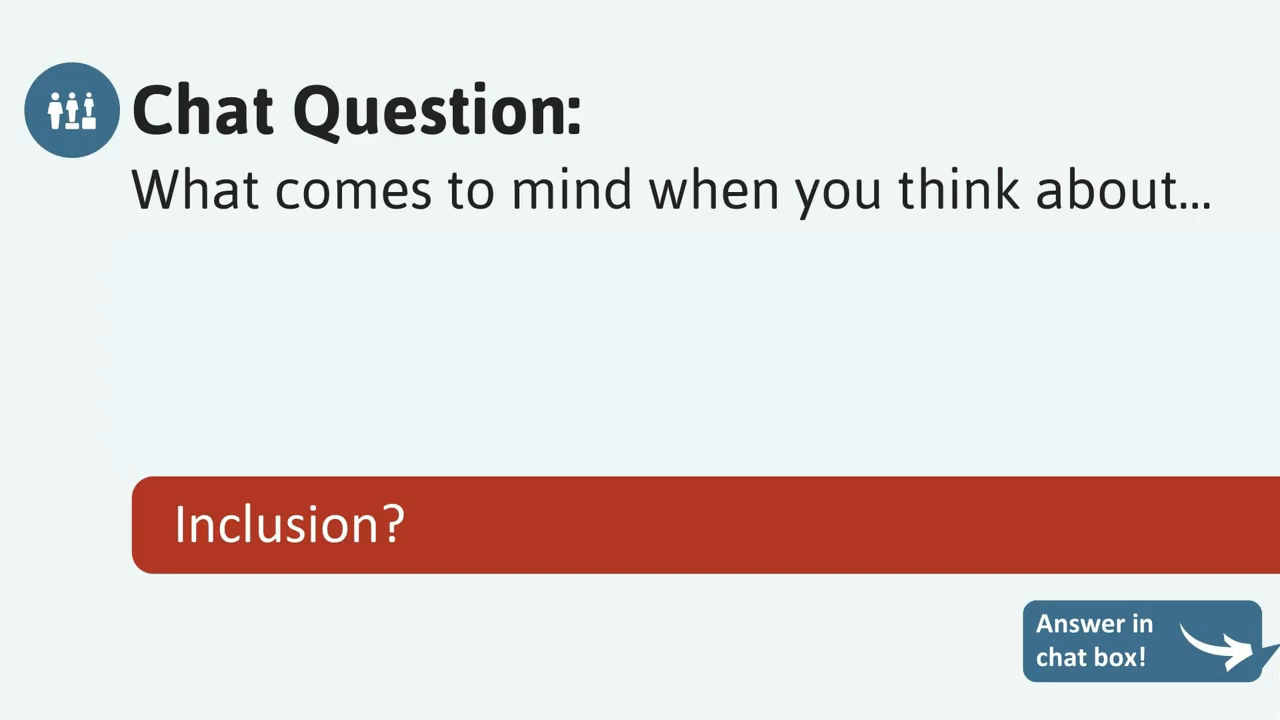 Chat Question:
What comes to mind when you think about...
Inclusion?
Answer in
chat box!